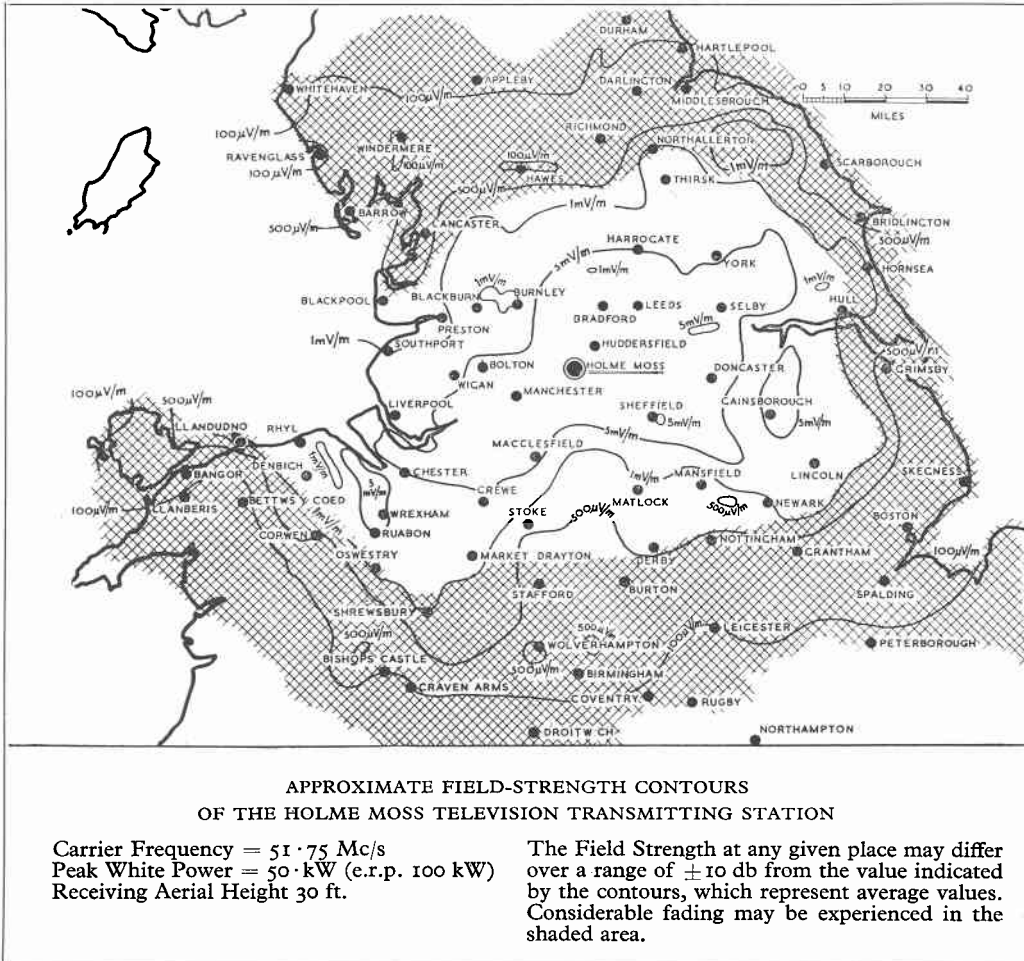 DURHAM
HARTLEPOOL
WHITEHAVEN
APPLEBY
DARLINGTON
100μV/m
MIDDLESBROUGH
0 5 10 20 30 40
MILES
100μV/m
RICHMOND
NORTHALLERTON
RAVENGLASS
WINDERMERE
100μV/m
100μV/m
1mV/m
SCARBOROUGH
100μV/m
HAWES
THIRSK
500μV/m
1mV/m
BARROW
500μV/m
LANCASTER
BRIDLINGTON
500μV/m
HARROGATE
5mV/m
YORK
1mV/m
HORNSEA
1mV/m
1mV/m
BLACKPOOL
BLACKBURN
BURNLEY
LEEDS
SELBY
HULL
PRESTON
BRADFORD
5mV/m
1mV/m
SOUTHPORT
HUDDERSFIELD
500μV/m
BOLTON
HOLME MOSS
DONCASTER
GRIMSBY
WIGAN
MANCHESTER
100μV/m
500μV/m
LIVERPOOL
SHEFFIELD
5mV/m
GAINSBOROUGH
5mV/m
LLANDUDNO
RHYL
5mV/m
MACCLESFIELD
DENBICH
1mV/m
BANGOR
CHESTER
1mV/m
MANSFIELD
LINCOLN
SKEGNESS
5
mV/m
CREWE
BETTWS Y COED
100μV/m
LLANBERIS
WREXHAM
STOKE
500μV/m
MATLOCK
500μV/m
NEWARK
1mV/m
BOSTON
CORWEN
RUABON
NOTTINGHAM
OSWESTRY
MARKET DRAYTON
DERBY
GRANTHAM
100μV/m
STAFFORD
BURTON
SPALDING
SHREWSBURY
500μV/m
500μV/m
LEICESTER
WOLVERHAMPTON
PETERBOROUGH
BISHOPS CASTLE
500μV/m
BIRMINGHAM
CRAVEN ARMS
COVENTRY
RUGBY
DROITWICH
NORTHAMPTON
APPROXIMATE FIELD-STRENGTH CONTOURS
OF THE HOLME MOSS TELEVISION TRANSMITTING STATION
Carrier Frequency = 51·75 Mc/s
Peak White Power = 50·kW (e.r.p. 100 kW)
Receiving Aerial Height 30 ft.
The Field Strength at any given place may differ
over a range of ±10 db from the value indicated
by the contours, which represent average values.
Considerable fading may be experienced in the
shaded area.